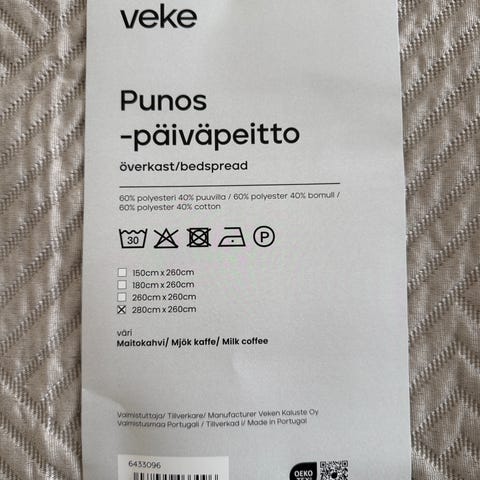 veke
Punos
-päiväpeitto
överkast/bedspread
60% polyesteri 40% puuvilla / 60% polyester 40% bomull /
60% polyester 40% cotton
30
P
150cm x 260cm
180cm x 260cm
260cm x 260cm
280cm x 260cm
väri
Maitokahvi/ Mjök kaffe/ Milk coffee
Valmistuttaja/ Tillverkare/ Manufacturer Veken Kaluste Oy
Valmistusmaa Portugali / Tillverkad i/ Made in Portugal
6433096
OEKO